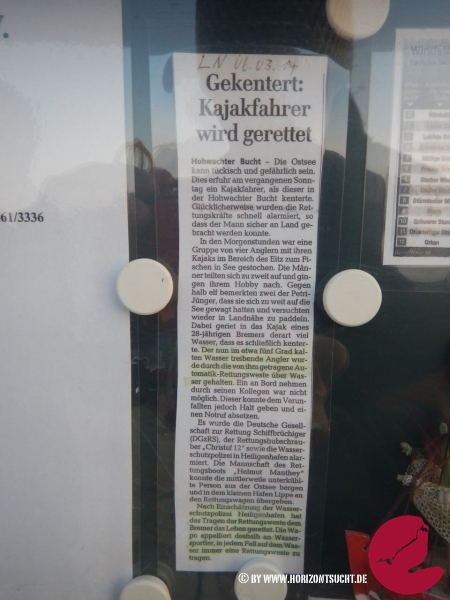 61/3336
LN 06.03.14
Gekentert:
Kajakfahrer
wird gerettet
Hohwachter Bucht – Die Ostsee
kann tückisch und gefährlich sein.
Dies erfuhr am vergangenen Sonn-
tag ein Kajakfahrer, als dieser in
der Hohwachter Bucht kenterte.
Glücklicherweise wurden die Ret-
tungskräfte schnell alarmiert, so
dass der Mann sicher an Land ge-
bracht werden konnte.
In den Morgenstunden war eine
Gruppe von vier Anglern mit ihren
Kajaks im Bereich des Eitz zum Fi-
schen in See gestochen. Die Män-
ner teilten sich zu zweit auf und gin-
gen ihrem Hobby nach. Gegen
halb elf bemerkten zwei der Petri-
Jünger, dass sie sich zu weit auf die
See gewagt hatten und versuchten
wieder in Landnähe zu paddeln.
Dabei geriet in das Kajak eines
28-jährigen Bremers derart viel
Wasser, dass es schließlich kenter-
te. Der nun im etwa fünf Grad kal-
ten Wasser treibende Angler wur-
de durch die von ihm getragene Au-
tomatik-Rettungsweste über Was-
ser gehalten. Ein an Bord nehmen
durch seinen Kollegen war nicht
möglich. Dieser konnte dem Verun-
fallten jedoch Halt geben und ei-
nen Notruf absetzen.
Es wurde die Deutsche Gesell-
schaft zur Rettung Schiffbrüchiger
(DGzRS), der Rettungshubschrau-
ber „Christof 12“ sowie die Wasser-
schutzpolizei in Heiligenhafen alar-
miert. Die Mannschaft des Ret-
tungsboots „Helmut Manthey“
konnte die mittlerweile unterkühl-
te Person aus der Ostsee bergen
und in dem kleinen Hafen Lippe an
den Rettungswagen übergeben.
Nach Einschätzung der Wasser-
schutzpolizei Heiligenhafen hat
das Tragen der Rettungsweste dem
Bremer das Leben gerettet. Die Wa-
po appelliert deshalb an Wasser-
sportler, in jedem Fall auf dem Was-
ser immer eine Rettungsweste zu
tragen.
Orkan
© BY WWW.HORIZONTSUCHT.DE